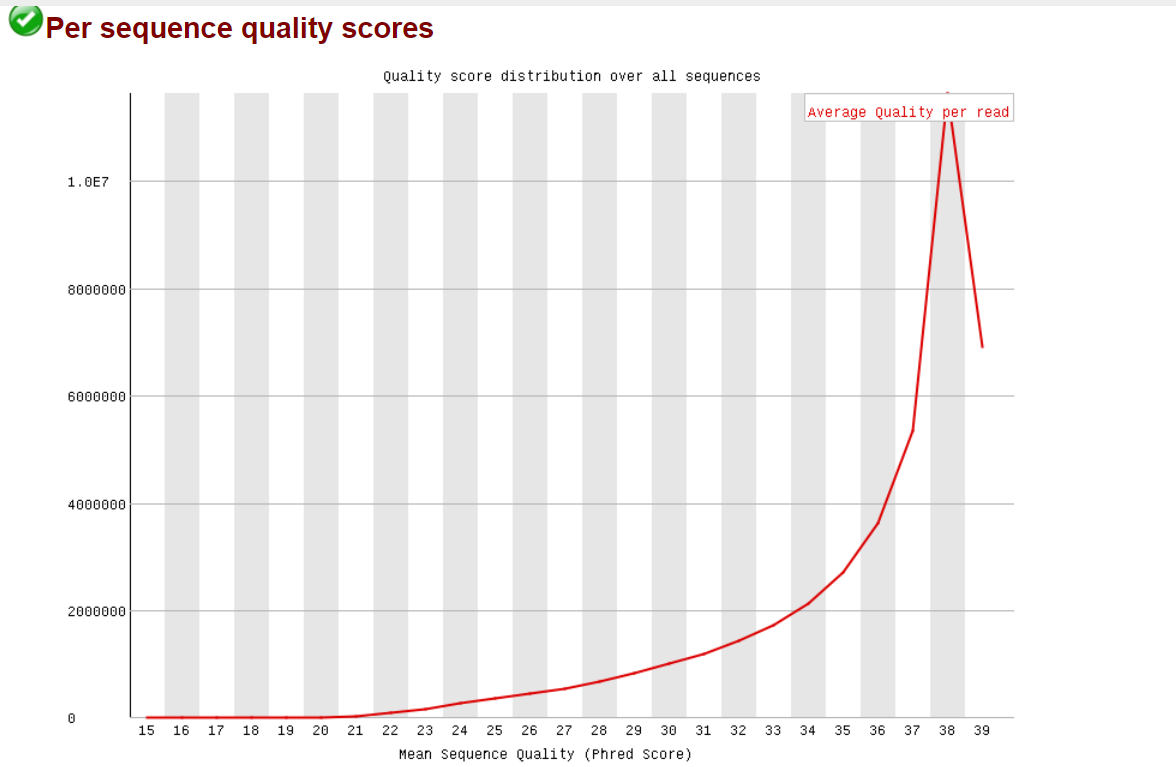 Per sequence quality scores
Quality score distribution over all sequences
Average Quality per read
1.0E7
8000000
6000000
4000000
2000000
0
15 16 17 18 19 20 21 22 23 24 25 26 27 28 29 30 31 32 33 34 35 36 37 38 39
Mean Sequence Quality (Phred Score)